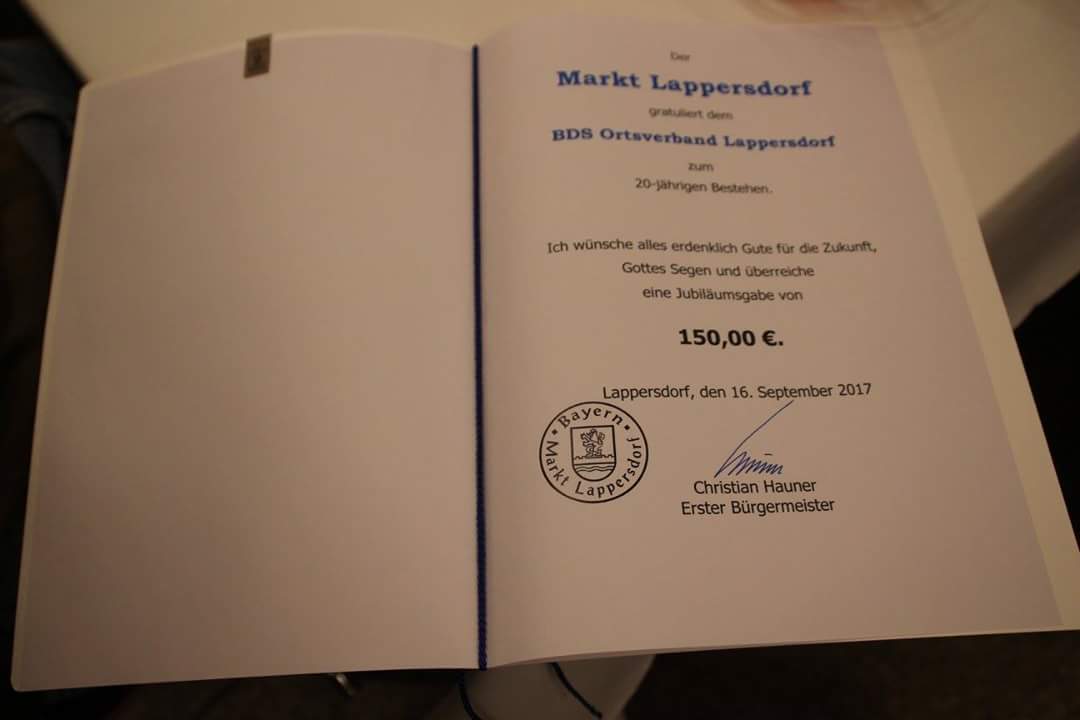 Der
Markt Lappersdorf
gratuliert dem
BDS Ortsverband Lappersdorf
zum
20-jährigen Bestehen.
Ich wünsche alles erdenklich Gute für die Zukunft,
Gottes Segen und überreiche
eine Jubiläumsgabe von
150,00 €.
Lappersdorf, den 16. September 2017
• Bayern •
Markt Lappersdorf
Christian Hauner
Erster Bürgermeister